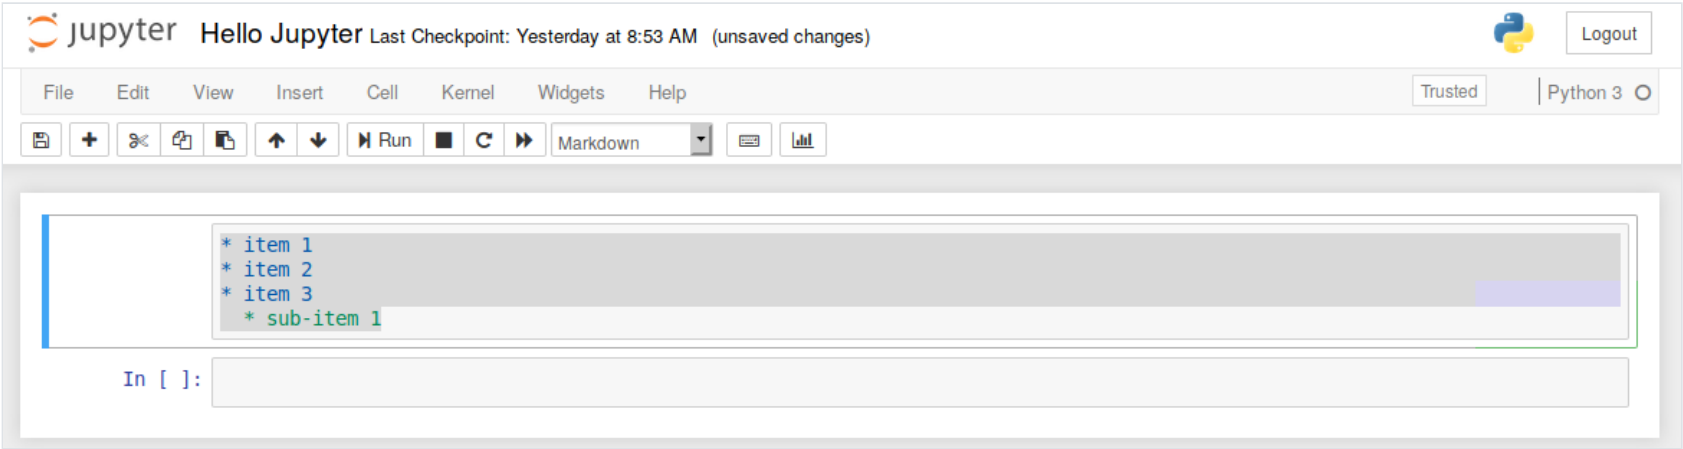 jupyter Hello Jupyter Last Checkpoint: Yesterday at 8:53 AM (unsaved changes) Logout
File Edit View Insert Cell Kernel Widgets Help Trusted Python 3
Run Markdown
* item 1
* item 2
* item 3
  * sub-item 1
In [ ]: